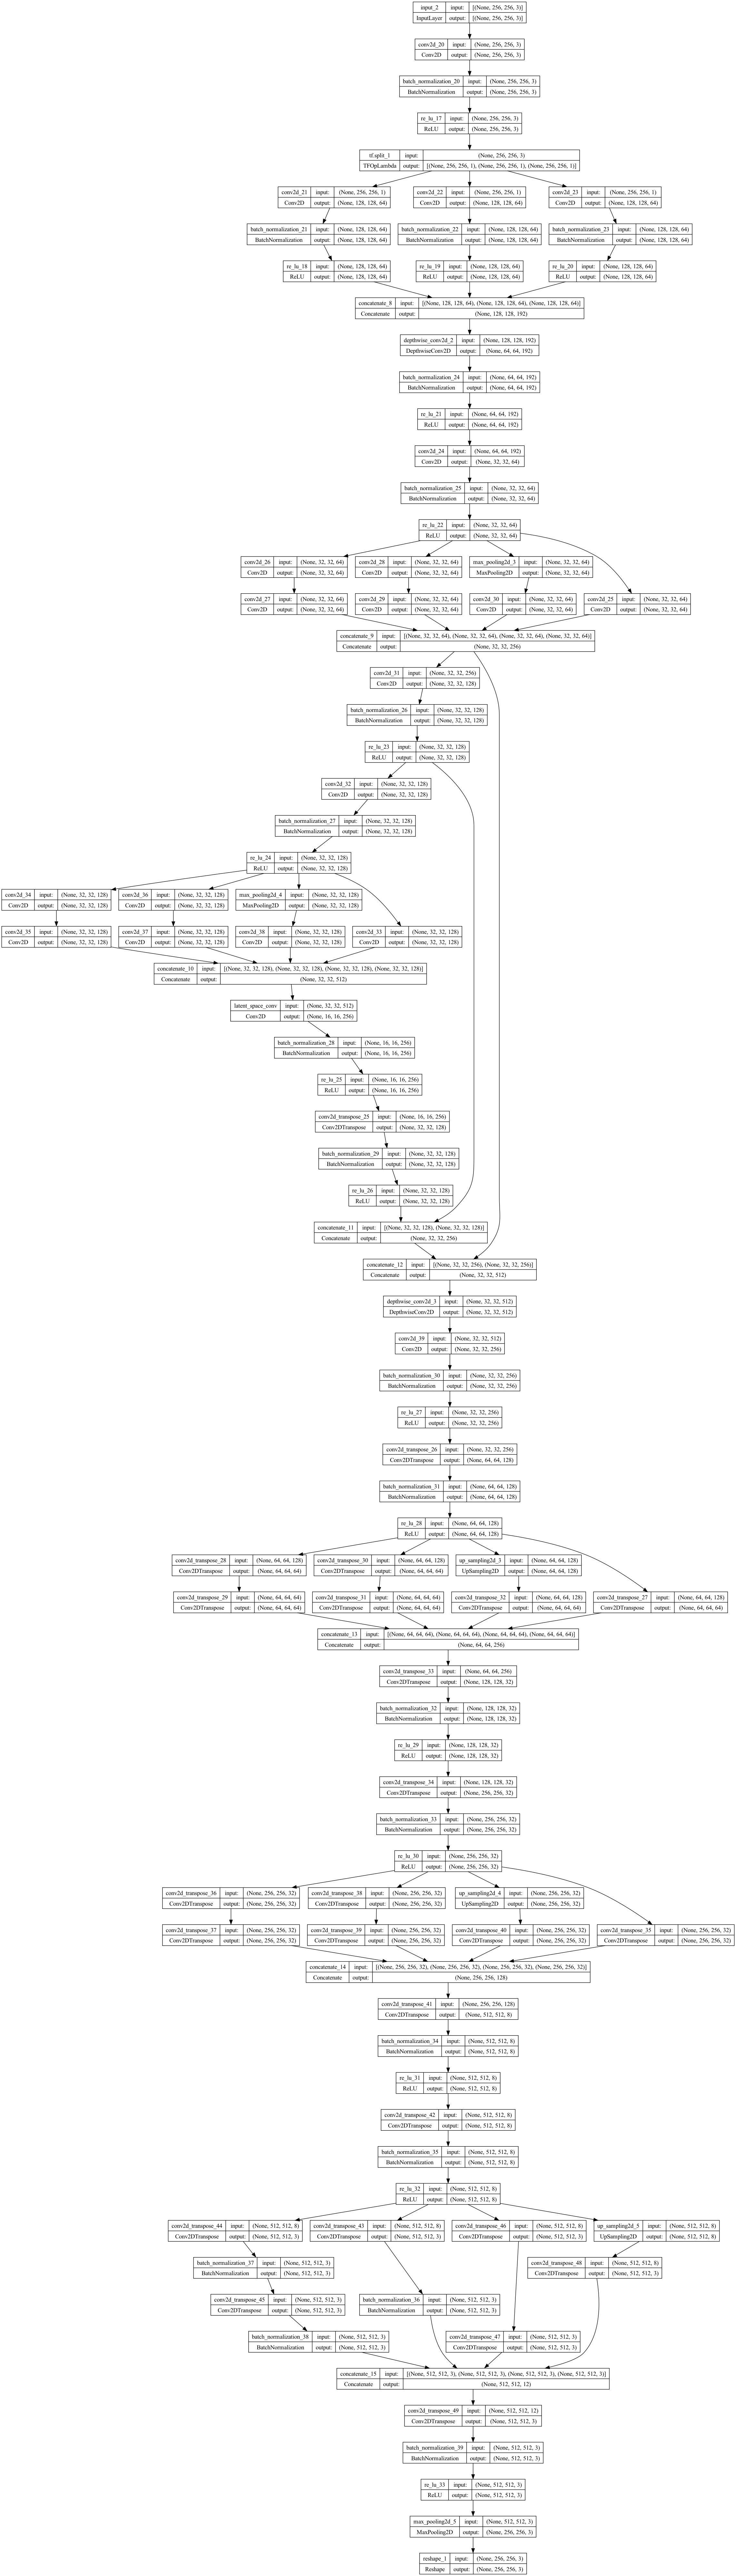 input_2 input: [(None, 256, 256, 3)]
InputLayer output: [(None, 256, 256, 3)]
conv2d_20 input: (None, 256, 256, 3)
Conv2D output: (None, 256, 256, 3)
batch_normalization_20 input: (None, 256, 256, 3)
BatchNormalization output: (None, 256, 256, 3)
re_lu_17 input: (None, 256, 256, 3)
ReLU output: (None, 256, 256, 3)
tf.split_1 input: (None, 256, 256, 3)
TFOpLambda output: [(None, 256, 256, 1), (None, 256, 256, 1), (None, 256, 256, 1)]
conv2d_21 input: (None, 256, 256, 1)
Conv2D output: (None, 128, 128, 64)
conv2d_22 input: (None, 256, 256, 1)
Conv2D output: (None, 128, 128, 64)
conv2d_23 input: (None, 256, 256, 1)
Conv2D output: (None, 128, 128, 64)
batch_normalization_21 input: (None, 128, 128, 64)
BatchNormalization output: (None, 128, 128, 64)
batch_normalization_22 input: (None, 128, 128, 64)
BatchNormalization output: (None, 128, 128, 64)
batch_normalization_23 input: (None, 128, 128, 64)
BatchNormalization output: (None, 128, 128, 64)
re_lu_18 input: (None, 128, 128, 64)
ReLU output: (None, 128, 128, 64)
re_lu_19 input: (None, 128, 128, 64)
ReLU output: (None, 128, 128, 64)
re_lu_20 input: (None, 128, 128, 64)
ReLU output: (None, 128, 128, 64)
concatenate_8 input: [(None, 128, 128, 64), (None, 128, 128, 64), (None, 128, 128, 64)]
Concatenate output: (None, 128, 128, 192)
depthwise_conv2d_2 input: (None, 128, 128, 192)
DepthwiseConv2D output: (None, 64, 64, 192)
batch_normalization_24 input: (None, 64, 64, 192)
BatchNormalization output: (None, 64, 64, 192)
re_lu_21 input: (None, 64, 64, 192)
ReLU output: (None, 64, 64, 192)
conv2d_24 input: (None, 64, 64, 192)
Conv2D output: (None, 32, 32, 64)
batch_normalization_25 input: (None, 32, 32, 64)
BatchNormalization output: (None, 32, 32, 64)
re_lu_22 input: (None, 32, 32, 64)
ReLU output: (None, 32, 32, 64)
conv2d_26 input: (None, 32, 32, 64)
Conv2D output: (None, 32, 32, 64)
conv2d_28 input: (None, 32, 32, 64)
Conv2D output: (None, 32, 32, 64)
max_pooling2d_3 input: (None, 32, 32, 64)
MaxPooling2D output: (None, 32, 32, 64)
conv2d_27 input: (None, 32, 32, 64)
Conv2D output: (None, 32, 32, 64)
conv2d_29 input: (None, 32, 32, 64)
Conv2D output: (None, 32, 32, 64)
conv2d_30 input: (None, 32, 32, 64)
Conv2D output: (None, 32, 32, 64)
conv2d_25 input: (None, 32, 32, 64)
Conv2D output: (None, 32, 32, 64)
concatenate_9 input: [(None, 32, 32, 64), (None, 32, 32, 64), (None, 32, 32, 64), (None, 32, 32, 64)]
Concatenate output: (None, 32, 32, 256)
conv2d_31 input: (None, 32, 32, 256)
Conv2D output: (None, 32, 32, 128)
batch_normalization_26 input: (None, 32, 32, 128)
BatchNormalization output: (None, 32, 32, 128)
re_lu_23 input: (None, 32, 32, 128)
ReLU output: (None, 32, 32, 128)
conv2d_32 input: (None, 32, 32, 128)
Conv2D output: (None, 32, 32, 128)
batch_normalization_27 input: (None, 32, 32, 128)
BatchNormalization output: (None, 32, 32, 128)
re_lu_24 input: (None, 32, 32, 128)
ReLU output: (None, 32, 32, 128)
conv2d_34 input: (None, 32, 32, 128)
Conv2D output: (None, 32, 32, 128)
conv2d_36 input: (None, 32, 32, 128)
Conv2D output: (None, 32, 32, 128)
max_pooling2d_4 input: (None, 32, 32, 128)
MaxPooling2D output: (None, 32, 32, 128)
conv2d_35 input: (None, 32, 32, 128)
Conv2D output: (None, 32, 32, 128)
conv2d_37 input: (None, 32, 32, 128)
Conv2D output: (None, 32, 32, 128)
conv2d_38 input: (None, 32, 32, 128)
Conv2D output: (None, 32, 32, 128)
conv2d_33 input: (None, 32, 32, 128)
Conv2D output: (None, 32, 32, 128)
concatenate_10 input: [(None, 32, 32, 128), (None, 32, 32, 128), (None, 32, 32, 128), (None, 32, 32, 128)]
Concatenate output: (None, 32, 32, 512)
latent_space_conv input: (None, 32, 32, 512)
Conv2D output: (None, 16, 16, 256)
batch_normalization_28 input: (None, 16, 16, 256)
BatchNormalization output: (None, 16, 16, 256)
re_lu_25 input: (None, 16, 16, 256)
ReLU output: (None, 16, 16, 256)
conv2d_transpose_25 input: (None, 16, 16, 256)
Conv2DTranspose output: (None, 32, 32, 128)
batch_normalization_29 input: (None, 32, 32, 128)
BatchNormalization output: (None, 32, 32, 128)
re_lu_26 input: (None, 32, 32, 128)
ReLU output: (None, 32, 32, 128)
concatenate_11 input: [(None, 32, 32, 128), (None, 32, 32, 128)]
Concatenate output: (None, 32, 32, 256)
concatenate_12 input: [(None, 32, 32, 256), (None, 32, 32, 256)]
Concatenate output: (None, 32, 32, 512)
depthwise_conv2d_3 input: (None, 32, 32, 512)
DepthwiseConv2D output: (None, 32, 32, 512)
conv2d_39 input: (None, 32, 32, 512)
Conv2D output: (None, 32, 32, 256)
batch_normalization_30 input: (None, 32, 32, 256)
BatchNormalization output: (None, 32, 32, 256)
re_lu_27 input: (None, 32, 32, 256)
ReLU output: (None, 32, 32, 256)
conv2d_transpose_26 input: (None, 32, 32, 256)
Conv2DTranspose output: (None, 64, 64, 128)
batch_normalization_31 input: (None, 64, 64, 128)
BatchNormalization output: (None, 64, 64, 128)
re_lu_28 input: (None, 64, 64, 128)
ReLU output: (None, 64, 64, 128)
conv2d_transpose_28 input: (None, 64, 64, 128)
Conv2DTranspose output: (None, 64, 64, 64)
conv2d_transpose_30 input: (None, 64, 64, 128)
Conv2DTranspose output: (None, 64, 64, 64)
up_sampling2d_3 input: (None, 64, 64, 128)
UpSampling2D output: (None, 64, 64, 128)
conv2d_transpose_29 input: (None, 64, 64, 64)
Conv2DTranspose output: (None, 64, 64, 64)
conv2d_transpose_31 input: (None, 64, 64, 64)
Conv2DTranspose output: (None, 64, 64, 64)
conv2d_transpose_32 input: (None, 64, 64, 128)
Conv2DTranspose output: (None, 64, 64, 64)
conv2d_transpose_27 input: (None, 64, 64, 128)
Conv2DTranspose output: (None, 64, 64, 64)
concatenate_13 input: [(None, 64, 64, 64), (None, 64, 64, 64), (None, 64, 64, 64), (None, 64, 64, 64)]
Concatenate output: (None, 64, 64, 256)
conv2d_transpose_33 input: (None, 64, 64, 256)
Conv2DTranspose output: (None, 128, 128, 32)
batch_normalization_32 input: (None, 128, 128, 32)
BatchNormalization output: (None, 128, 128, 32)
re_lu_29 input: (None, 128, 128, 32)
ReLU output: (None, 128, 128, 32)
conv2d_transpose_34 input: (None, 128, 128, 32)
Conv2DTranspose output: (None, 256, 256, 32)
batch_normalization_33 input: (None, 256, 256, 32)
BatchNormalization output: (None, 256, 256, 32)
re_lu_30 input: (None, 256, 256, 32)
ReLU output: (None, 256, 256, 32)
conv2d_transpose_36 input: (None, 256, 256, 32)
Conv2DTranspose output: (None, 256, 256, 32)
conv2d_transpose_38 input: (None, 256, 256, 32)
Conv2DTranspose output: (None, 256, 256, 32)
up_sampling2d_4 input: (None, 256, 256, 32)
UpSampling2D output: (None, 256, 256, 32)
conv2d_transpose_37 input: (None, 256, 256, 32)
Conv2DTranspose output: (None, 256, 256, 32)
conv2d_transpose_39 input: (None, 256, 256, 32)
Conv2DTranspose output: (None, 256, 256, 32)
conv2d_transpose_40 input: (None, 256, 256, 32)
Conv2DTranspose output: (None, 256, 256, 32)
conv2d_transpose_35 input: (None, 256, 256, 32)
Conv2DTranspose output: (None, 256, 256, 32)
concatenate_14 input: [(None, 256, 256, 32), (None, 256, 256, 32), (None, 256, 256, 32), (None, 256, 256, 32)]
Concatenate output: (None, 256, 256, 128)
conv2d_transpose_41 input: (None, 256, 256, 128)
Conv2DTranspose output: (None, 512, 512, 8)
batch_normalization_34 input: (None, 512, 512, 8)
BatchNormalization output: (None, 512, 512, 8)
re_lu_31 input: (None, 512, 512, 8)
ReLU output: (None, 512, 512, 8)
conv2d_transpose_42 input: (None, 512, 512, 8)
Conv2DTranspose output: (None, 512, 512, 8)
batch_normalization_35 input: (None, 512, 512, 8)
BatchNormalization output: (None, 512, 512, 8)
re_lu_32 input: (None, 512, 512, 8)
ReLU output: (None, 512, 512, 8)
conv2d_transpose_44 input: (None, 512, 512, 8)
Conv2DTranspose output: (None, 512, 512, 3)
conv2d_transpose_43 input: (None, 512, 512, 8)
Conv2DTranspose output: (None, 512, 512, 3)
conv2d_transpose_46 input: (None, 512, 512, 8)
Conv2DTranspose output: (None, 512, 512, 3)
up_sampling2d_5 input: (None, 512, 512, 8)
UpSampling2D output: (None, 512, 512, 8)
batch_normalization_37 input: (None, 512, 512, 3)
BatchNormalization output: (None, 512, 512, 3)
conv2d_transpose_48 input: (None, 512, 512, 8)
Conv2DTranspose output: (None, 512, 512, 3)
conv2d_transpose_45 input: (None, 512, 512, 3)
Conv2DTranspose output: (None, 512, 512, 3)
batch_normalization_36 input: (None, 512, 512, 3)
BatchNormalization output: (None, 512, 512, 3)
batch_normalization_38 input: (None, 512, 512, 3)
BatchNormalization output: (None, 512, 512, 3)
conv2d_transpose_47 input: (None, 512, 512, 3)
Conv2DTranspose output: (None, 512, 512, 3)
concatenate_15 input: [(None, 512, 512, 3), (None, 512, 512, 3), (None, 512, 512, 3), (None, 512, 512, 3)]
Concatenate output: (None, 512, 512, 12)
conv2d_transpose_49 input: (None, 512, 512, 12)
Conv2DTranspose output: (None, 512, 512, 3)
batch_normalization_39 input: (None, 512, 512, 3)
BatchNormalization output: (None, 512, 512, 3)
re_lu_33 input: (None, 512, 512, 3)
ReLU output: (None, 512, 512, 3)
max_pooling2d_5 input: (None, 512, 512, 3)
MaxPooling2D output: (None, 256, 256, 3)
reshape_1 input: (None, 256, 256, 3)
Reshape output: (None, 256, 256, 3)